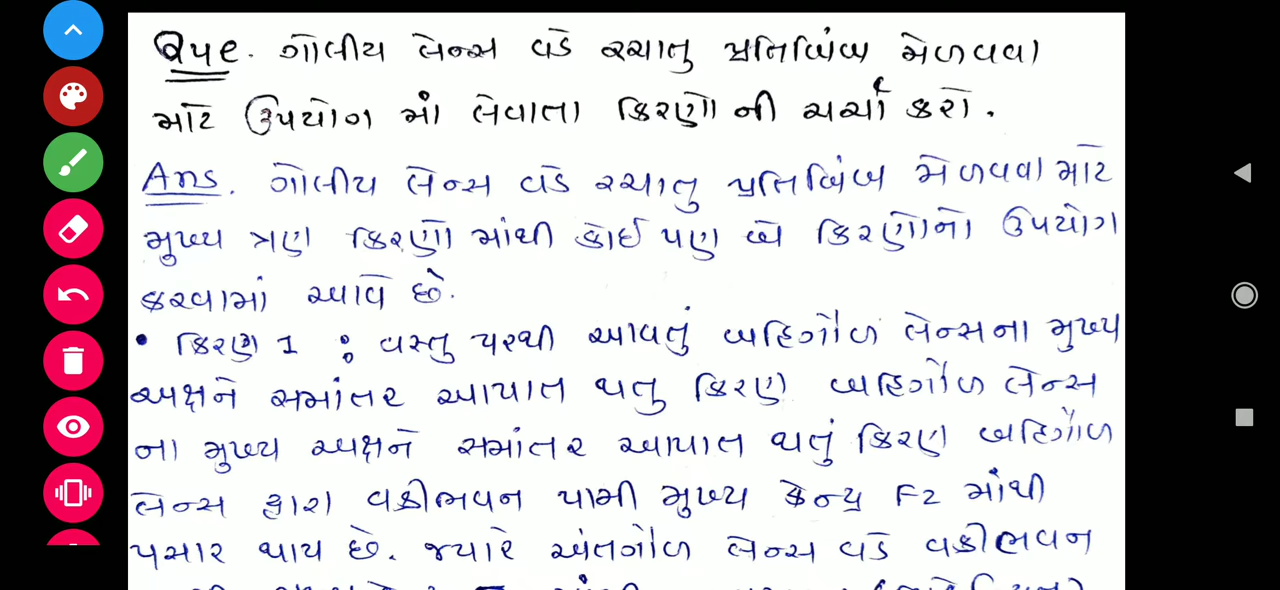 Que. ગોલીય લેન્સ વડે રચાતુ પ્રતિબિંબ મેળવવા
માટે ઉપયોગ માં લેવાતા કિરણો ની ચર્ચા કરો.
Ans. ગોલીય લેન્સ વડે રચાતુ પ્રતિબિંબ મેળવવા માટે
મુખ્ય ત્રણ કિરણો માંથી કોઈ પણ બે કિરણોનો ઉપયોગ
કરવામાં આવે છે.
• કિરણ 1 : વસ્તુ પરથી આવતું બહિર્ગોળ લેન્સના મુખ્ય
અક્ષને સમાંતર આપાત થતુ કિરણ બહિર્ગોળ લેન્સ
ના મુખ્ય અક્ષને સમાંતર આપાત થતું કિરણ બહિર્ગોળ
લેન્સ દ્વારા વક્રીભવન પામી મુખ્ય કેન્દ્ર F2 માંથી
પસાર થાય છે. જ્યારે અંતર્ગોળ લેન્સ વડે વક્રીભવન